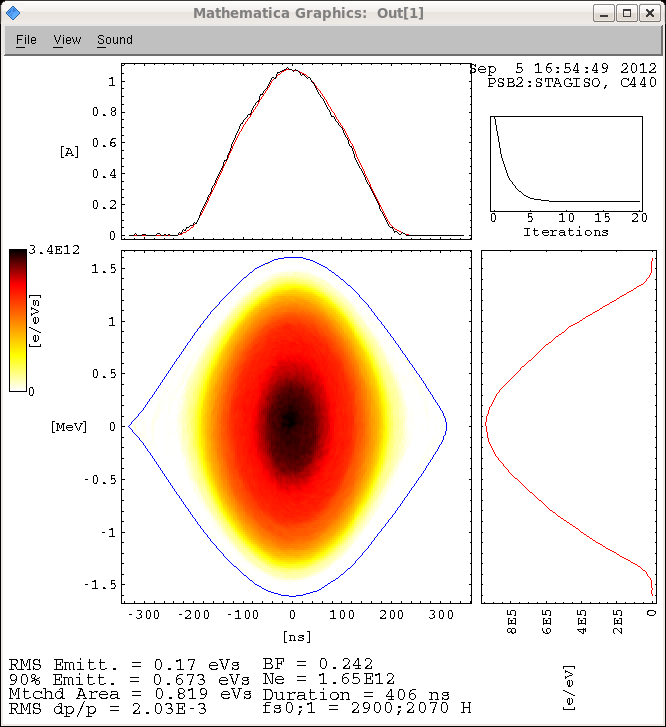 Mathematica Graphics: Out[1]
File View Sound
Sep 5 16:54:49 2012
PSB2:STAGISO, C440
1
0.8
0.6
[A]
0.4
0.2
0
0 5 10 15 20
Iterations
3.4E12
[e/eVs]
0
1.5
1
0.5
[MeV] 0
-0.5
-1
-1.5
-300 -200 -100 0 100 200 300
[ns]
8E5 6E5 4E5 2E5 0
[e/eV]
RMS Emitt. = 0.17 eVs BF = 0.242
90% Emitt. = 0.673 eVs Ne = 1.65E12
Mtchd Area = 0.819 eVs Duration = 406 ns
RMS dp/p = 2.03E-3 fs0;1 = 2900;2070 H